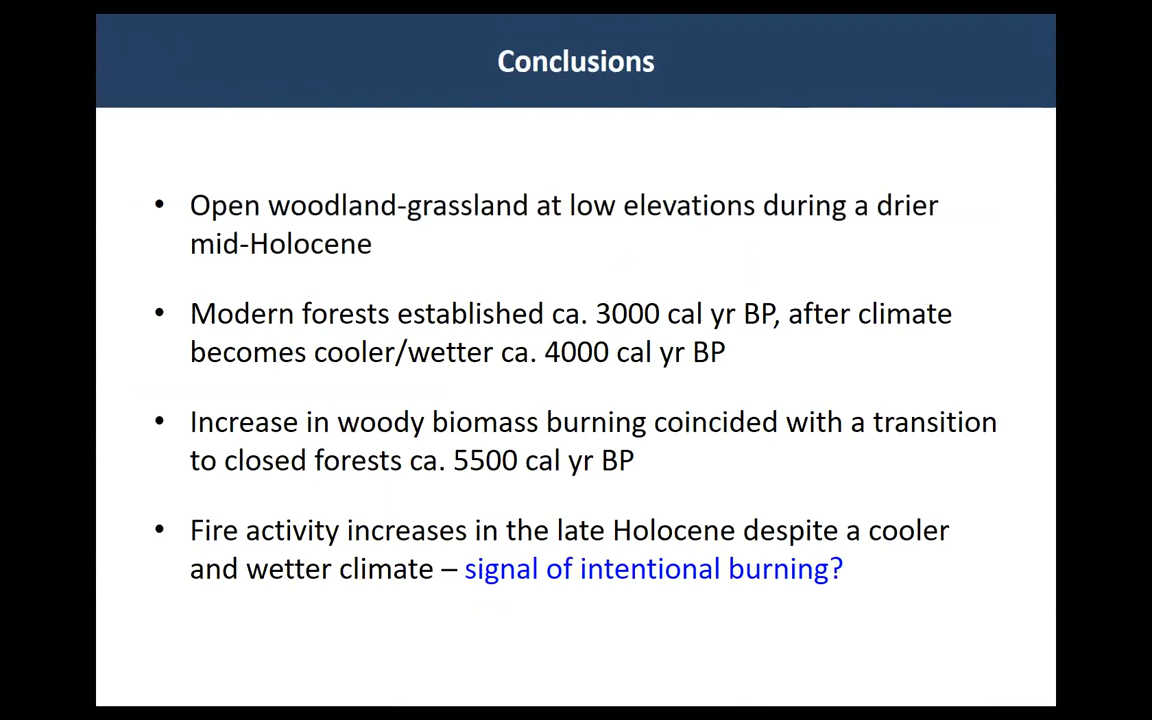 Conclusions
• Open woodland-grassland at low elevations during a drier
mid-Holocene
• Modern forests established ca. 3000 cal yr BP, after climate
becomes cooler/wetter ca. 4000 cal yr BP
• Increase in woody biomass burning coincided with a transition
to closed forests ca. 5500 cal yr BP
• Fire activity increases in the late Holocene despite a cooler
and wetter climate – signal of intentional burning?